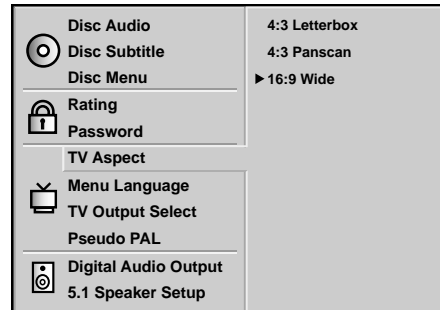 Disc Audio
Disc Subtitle
Disc Menu
Rating
Password
TV Aspect
Menu Language
TV Output Select
Pseudo PAL
Digital Audio Output
5.1 Speaker Setup
4:3 Letterbox
4:3 Panscan
16:9 Wide